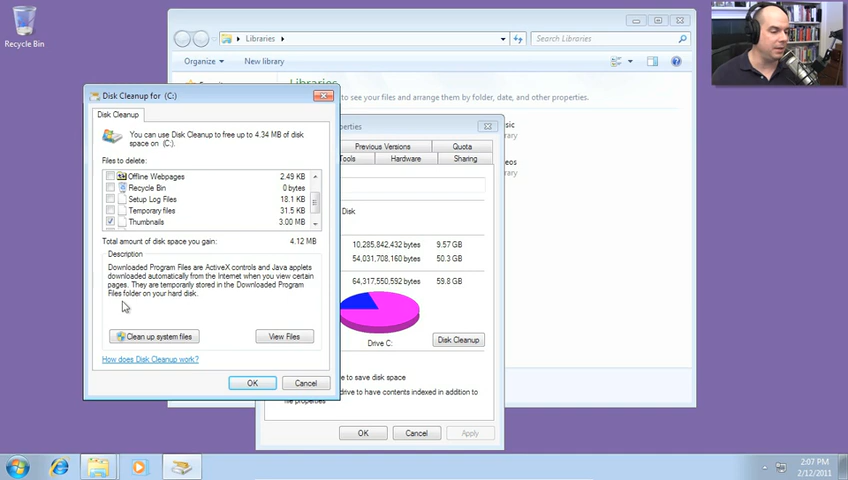 Recycle Bin
Libraries
Search Libraries
Organize
New library
Libraries
to see your files and arrange them by folder, date, and other properties.
Disk Cleanup for (C:)
Disk Cleanup
You can use Disk Cleanup to free up to 4.34 MB of disk
space on (C:).
Files to delete:
Offline Webpages 2.49 KB
Recycle Bin 0 bytes
Setup Log Files 18.1 KB
Temporary files 31.5 KB
Thumbnails 3.00 MB
Total amount of disk space you gain: 4.12 MB
Description
Downloaded Program Files are ActiveX controls and Java applets
downloaded automatically from the Internet when you view certain
pages. They are temporarily stored in the Downloaded Program
Files folder on your hard disk.
Clean up system files
View Files
How does Disk Cleanup work?
OK
Cancel
Previous Versions
Quota
Hardware
Sharing
Disk
10,285,842,432 bytes 9.57 GB
54,031,708,160 bytes 50.3 GB
64,317,550,592 bytes 59.8 GB
Drive C:
Disk Cleanup
e to save disk space
drive to have contents indexed in addition to
file properties
OK
Cancel
Apply
2:07 PM
2/12/2011